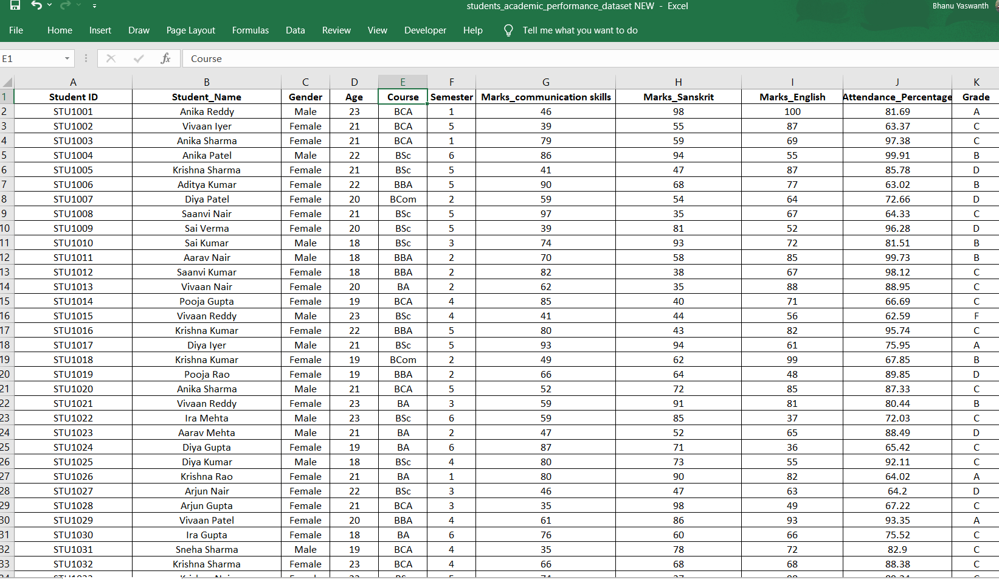 students_academic_performance_dataset NEW - Excel Bhanu Yaswanth
File Home Insert Draw Page Layout Formulas Data Review View Developer Help Tell me what you want to do
E1 fx Course
A B C D E F G H I J K
1 Student ID Student_Name Gender Age Course Semester Marks_communication skills Marks_Sanskrit Marks_English Attendance_Percentage Grade
2 STU1001 Anika Reddy Male 23 BCA 1 46 98 100 81.69 A
3 STU1002 Vivaan Iyer Female 21 BCA 5 39 55 87 63.37 C
4 STU1003 Anika Sharma Female 21 BCA 1 79 59 69 97.38 C
5 STU1004 Anika Patel Male 22 BSc 6 86 94 55 99.91 B
6 STU1005 Krishna Sharma Female 21 BSc 5 41 47 87 85.78 D
7 STU1006 Aditya Kumar Female 22 BBA 5 90 68 77 63.02 B
8 STU1007 Diya Patel Female 20 BCom 2 59 54 64 72.66 D
9 STU1008 Saanvi Nair Female 21 BSc 5 97 35 67 64.33 C
10 STU1009 Sai Verma Female 20 BSc 5 39 81 52 96.28 D
11 STU1010 Sai Kumar Male 18 BSc 3 74 93 72 81.51 B
12 STU1011 Aarav Nair Male 18 BBA 2 70 58 85 99.73 B
13 STU1012 Saanvi Kumar Female 18 BBA 2 82 38 67 98.12 C
14 STU1013 Vivaan Nair Female 20 BA 2 62 35 88 88.95 C
15 STU1014 Pooja Gupta Female 19 BCA 4 85 40 71 66.69 C
16 STU1015 Vivaan Reddy Male 23 BSc 4 41 44 56 62.59 F
17 STU1016 Krishna Kumar Female 22 BBA 5 80 43 82 95.74 C
18 STU1017 Diya Iyer Male 21 BSc 5 93 94 61 75.95 A
19 STU1018 Krishna Kumar Female 19 BCom 2 49 62 99 67.85 B
20 STU1019 Pooja Rao Female 19 BBA 2 66 64 48 89.85 D
21 STU1020 Anika Sharma Male 21 BCA 5 52 72 85 87.33 C
22 STU1021 Vivaan Reddy Female 23 BA 3 59 91 81 80.44 B
23 STU1022 Ira Mehta Male 23 BSc 6 59 85 37 72.03 C
24 STU1023 Aarav Mehta Male 21 BA 2 47 52 65 88.49 D
25 STU1024 Diya Gupta Female 19 BA 6 87 71 36 65.42 C
26 STU1025 Diya Kumar Male 18 BSc 4 80 73 55 92.11 C
27 STU1026 Krishna Rao Female 21 BA 1 80 90 82 64.02 A
28 STU1027 Arjun Nair Female 22 BSc 3 46 47 63 64.2 D
29 STU1028 Arjun Gupta Female 21 BCA 3 35 98 49 67.22 C
30 STU1029 Vivaan Patel Female 20 BBA 4 61 86 93 93.35 A
31 STU1030 Ira Gupta Female 18 BA 6 76 60 66 75.52 C
32 STU1031 Sneha Sharma Male 19 BCA 4 35 78 72 82.9 C
33 STU1032 Krishna Sharma Female 23 BCA 4 66 68 68 88.38 C